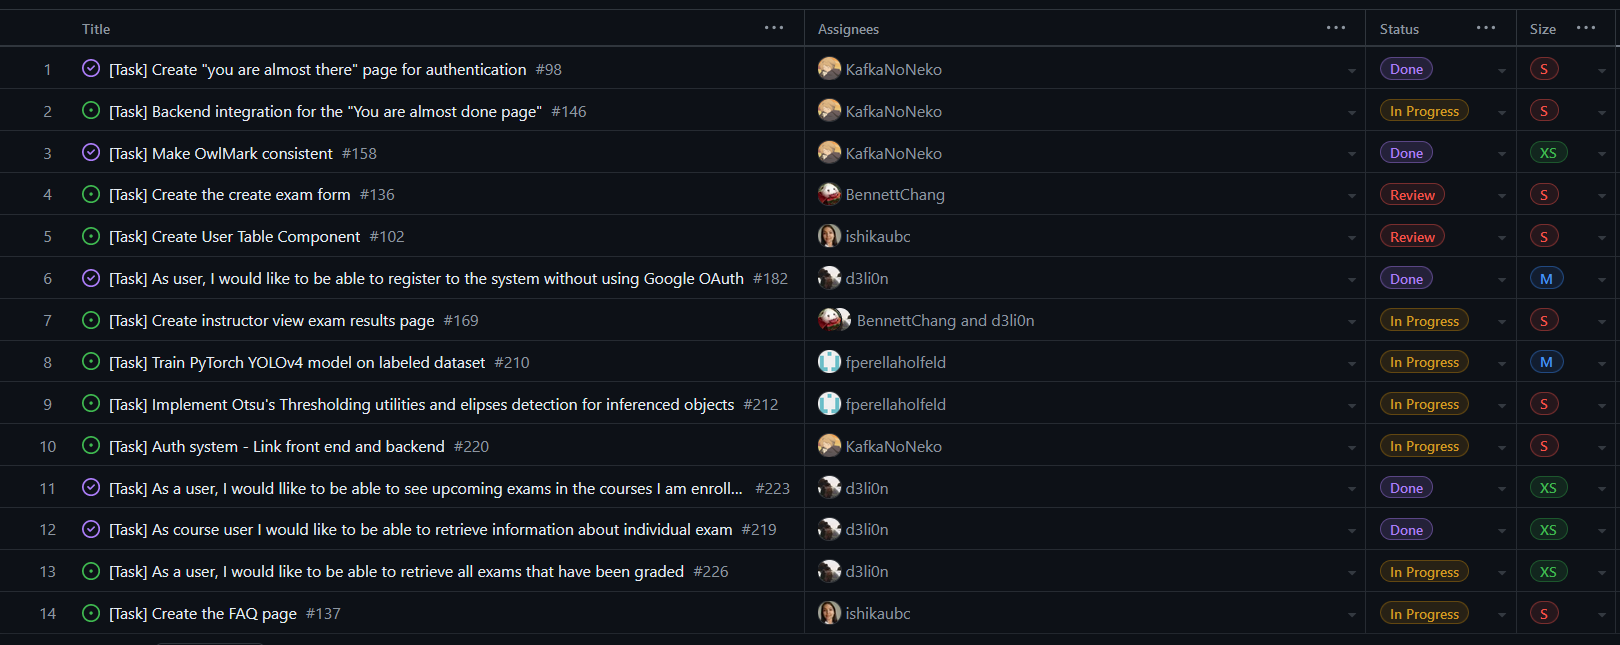 Title ... Assignees ... Status ... Size ...
1 [Task] Create "you are almost there" page for authentication #98 KafkaNoNeko Done S
2 [Task] Backend integration for the "You are almost done page" #146 KafkaNoNeko In Progress S
3 [Task] Make OwlMark consistent #158 KafkaNoNeko Done XS
4 [Task] Create the create exam form #136 BennettChang Review S
5 [Task] Create User Table Component #102 ishikaubc Review S
6 [Task] As user, I would like to be able to register to the system without using Google OAuth #182 d3li0n Done M
7 [Task] Create instructor view exam results page #169 BennettChang and d3li0n In Progress S
8 [Task] Train PyTorch YOLOv4 model on labeled dataset #210 fperellaholfeld In Progress M
9 [Task] Implement Otsu's Thresholding utilities and elipses detection for inferenced objects #212 fperellaholfeld In Progress S
10 [Task] Auth system - Link front end and backend #220 KafkaNoNeko In Progress S
11 [Task] As a user, I would llike to be able to see upcoming exams in the courses I am enroll... #223 d3li0n Done XS
12 [Task] As course user I would like to be able to retrieve information about individual exam #219 d3li0n Done XS
13 [Task] As a user, I would like to be able to retrieve all exams that have been graded #226 d3li0n In Progress XS
14 [Task] Create the FAQ page #137 ishikaubc In Progress S